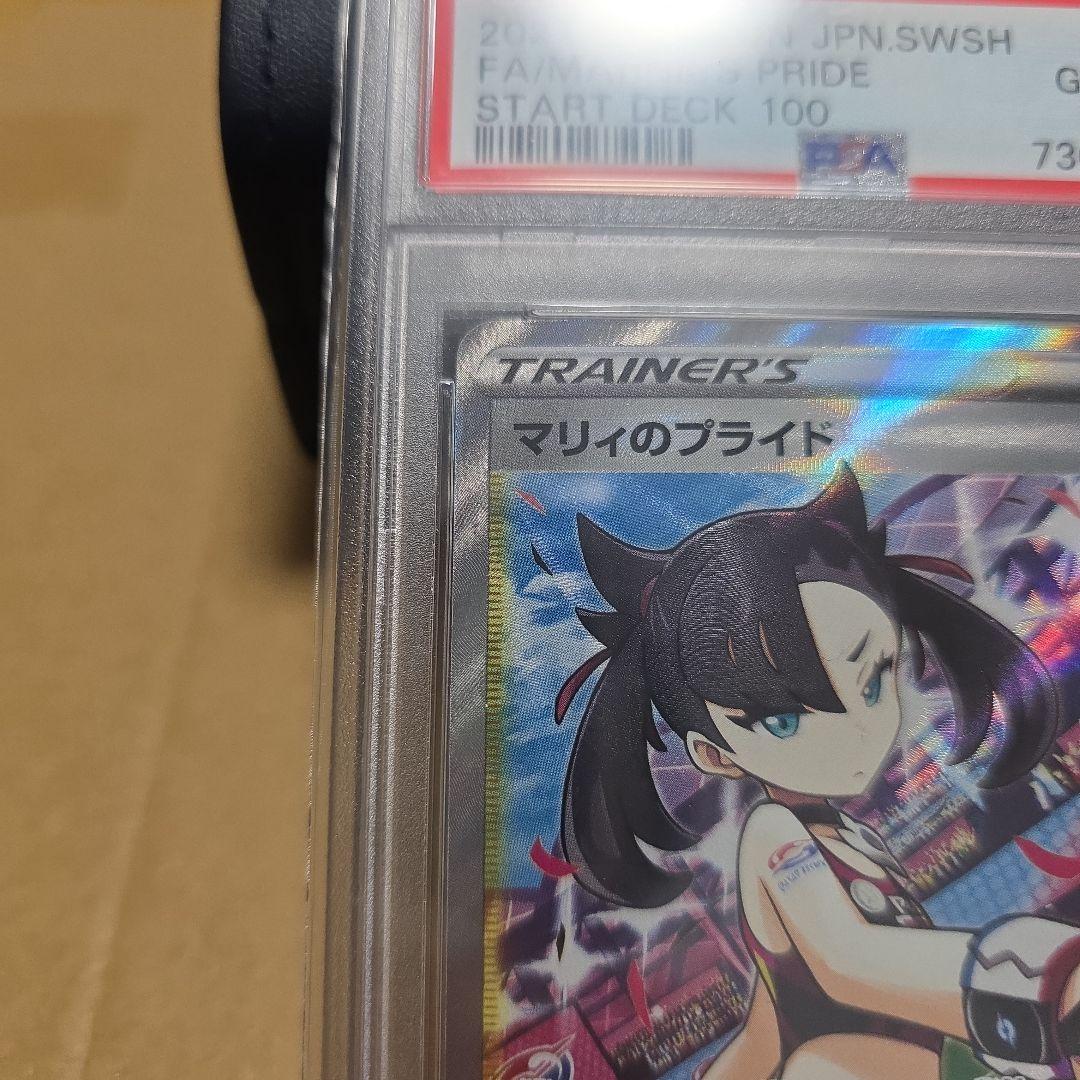 JPN.SWSH
PRIDE
G
START DECK 100
PSA
TRAINER'S
マリィのプライド